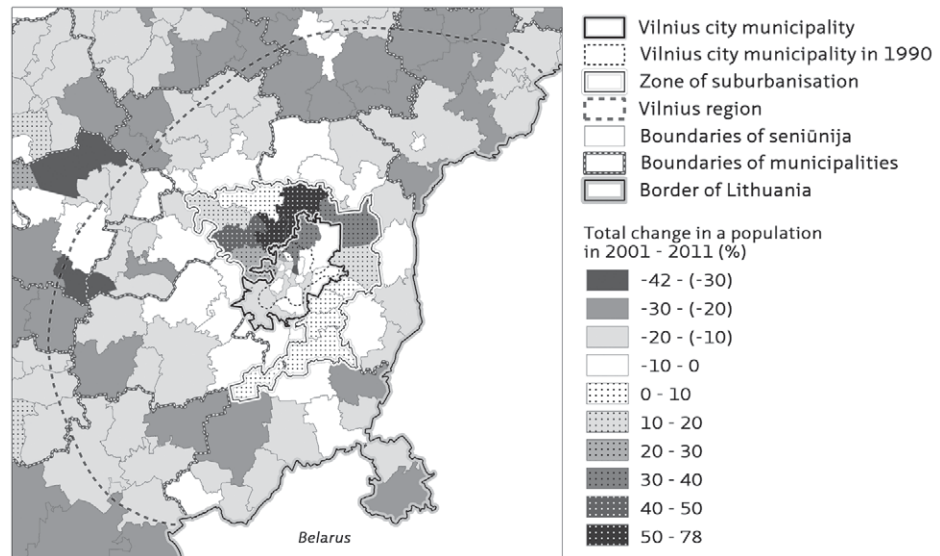 Vilnius city municipality
Vilnius city municipality in 1990
Zone of suburbanisation
Vilnius region
Boundaries of seniūnija
Boundaries of municipalities
Border of Lithuania
Total change in a population
in 2001 - 2011 (%)
-42 - (-30)
-30 - (-20)
-20 - (-10)
-10 - 0
0 - 10
10 - 20
20 - 30
30 - 40
40 - 50
50 - 78
Belarus